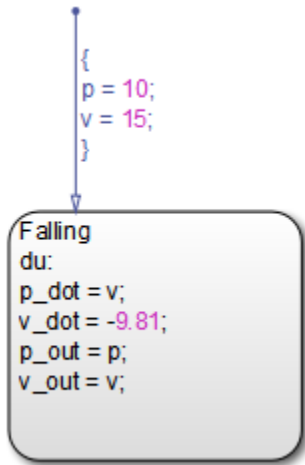 {
p = 10;
v = 15;
}
Falling
du:
p_dot = v;
v_dot = -9.81;
p_out = p;
v_out = v;